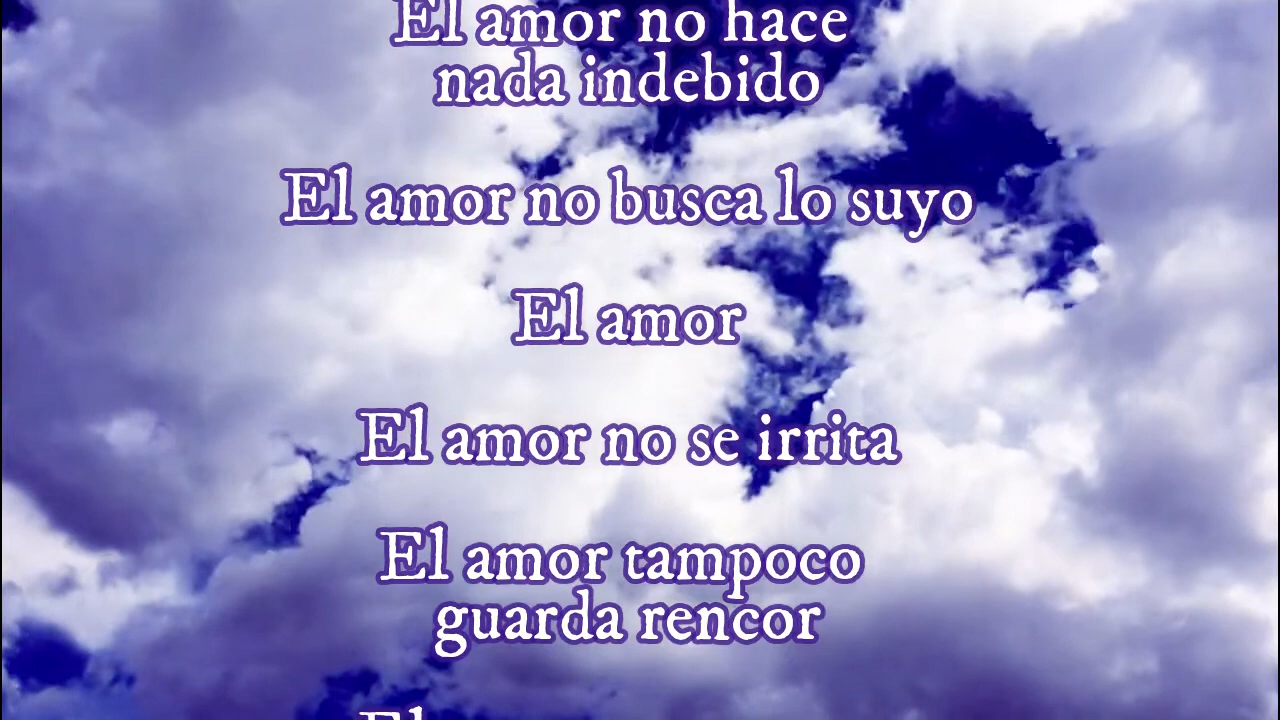 El amor no hace
nada indebido
El amor no busca lo suyo
El amor
El amor no se irrita
El amor tampoco
guarda rencor
El